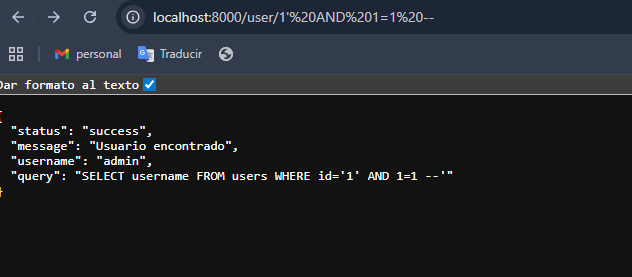 localhost:8000/user/1'%20AND%201=1%20--
personal
Traducir
Dar formato al texto
{
"status": "success",
"message": "Usuario encontrado",
"username": "admin",
"query": "SELECT username FROM users WHERE id='1' AND 1=1 --'"
}